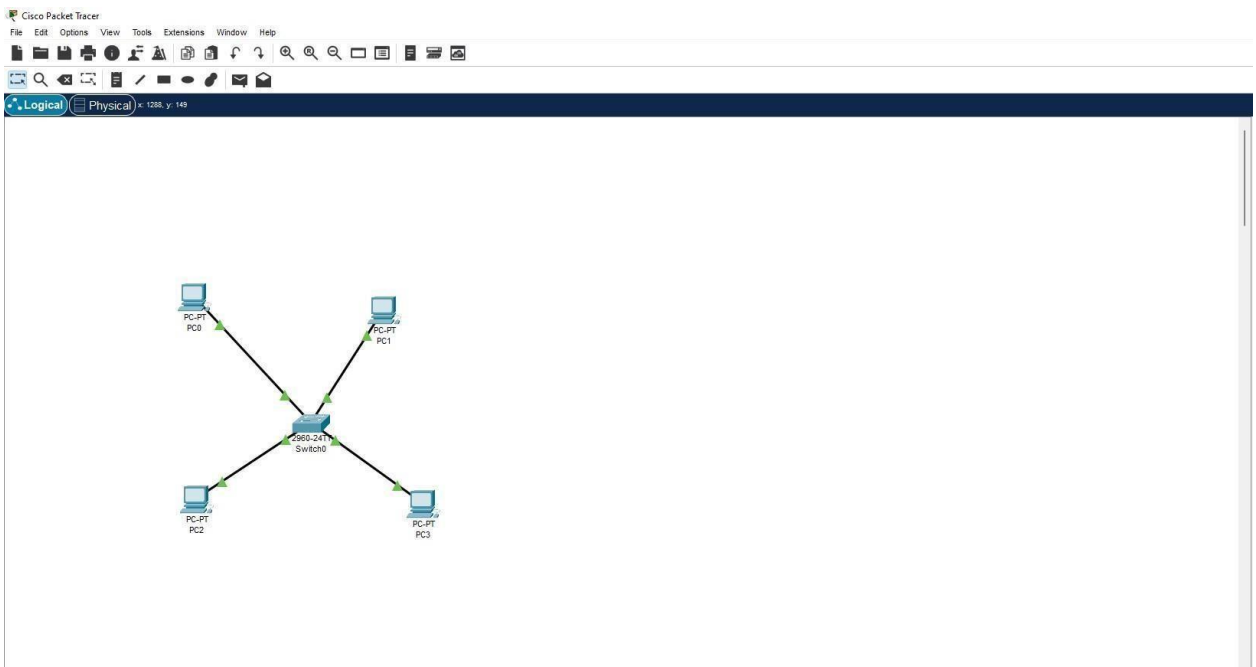 Cisco Packet Tracer
File Edit Options View Tools Extensions Window Help
Logical Physical x: 1288, y: 149
PC-PT
PC0
PC-PT
PC1
2960-24TT
Switch0
PC-PT
PC2
PC-PT
PC3